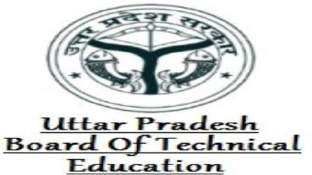 उत्तर प्रदेश सरकार
Uttar Pradesh
Board Of Technical
Education